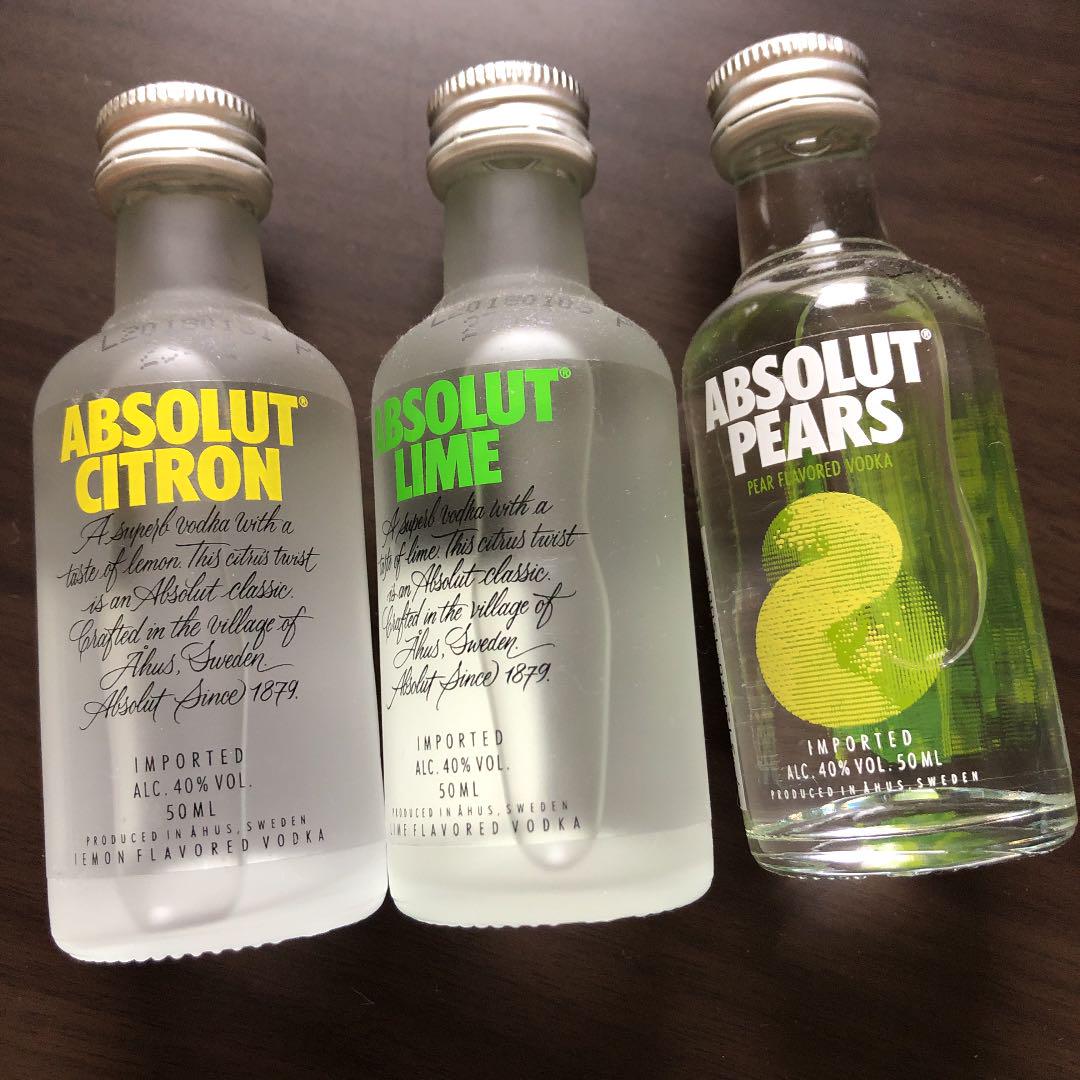 ABSOLUT®
CITRON
A superb vodka with a
taste of lemon. This citrus twist
is an Absolut classic.
Crafted in the village of
Åhus, Sweden.
Absolut Since 1879.
IMPORTED
ALC. 40% VOL.
50ML
PRODUCED IN ÅHUS, SWEDEN
LEMON FLAVORED VODKA
ABSOLUT®
LIME
A superb vodka with a
taste of lime. This citrus twist
is an Absolut classic.
Crafted in the village of
Åhus, Sweden.
Absolut Since 1879.
IMPORTED
ALC. 40% VOL.
50ML
PRODUCED IN ÅHUS, SWEDEN
LIME FLAVORED VODKA
ABSOLUT®
PEARS
PEAR FLAVORED VODKA
IMPORTED
ALC. 40% VOL. 50ML
PRODUCED IN ÅHUS, SWEDEN